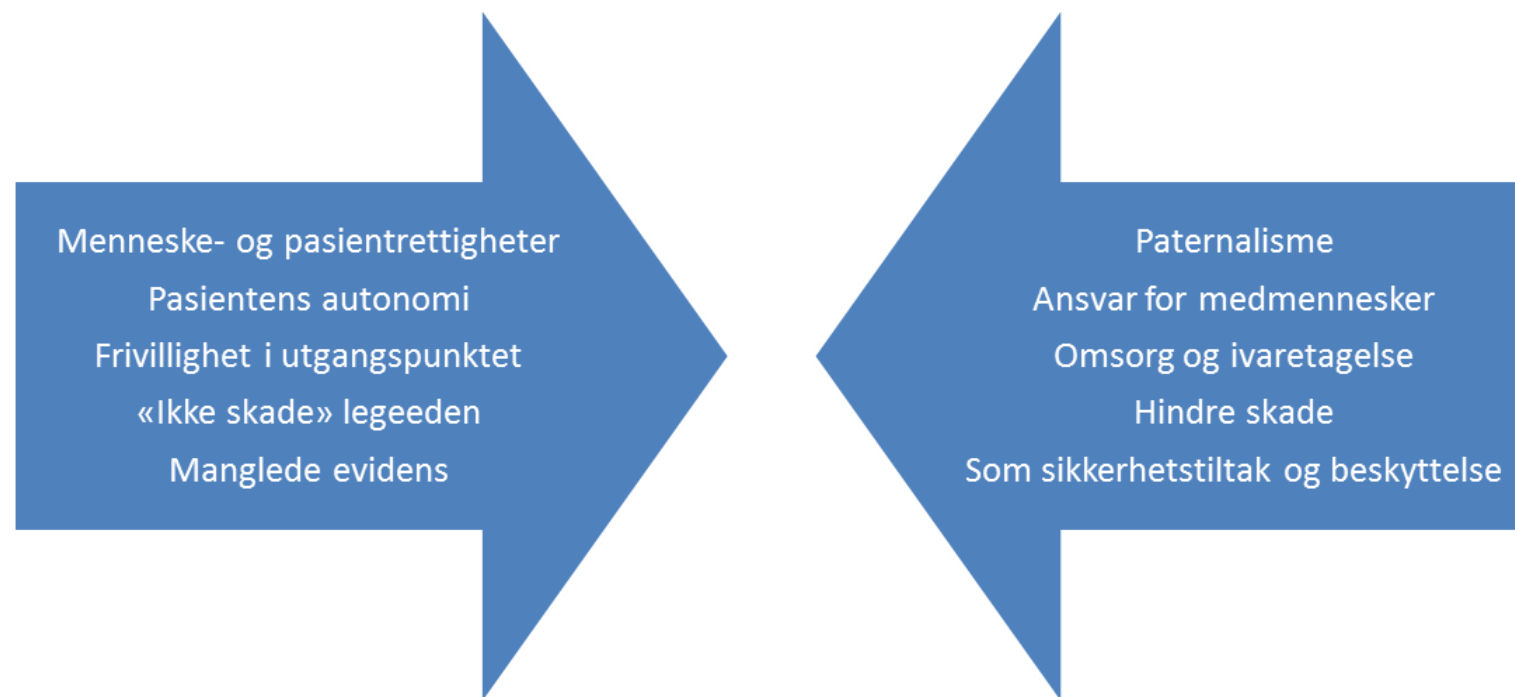 Menneske- og pasientrettigheter
Pasientens autonomi
Frivillighet i utgangspunktet
«Ikke skade» legeeden
Manglede evidens
Paternalisme
Ansvar for medmennesker
Omsorg og ivaretagelse
Hindre skade
Som sikkerhetstiltak og beskyttelse